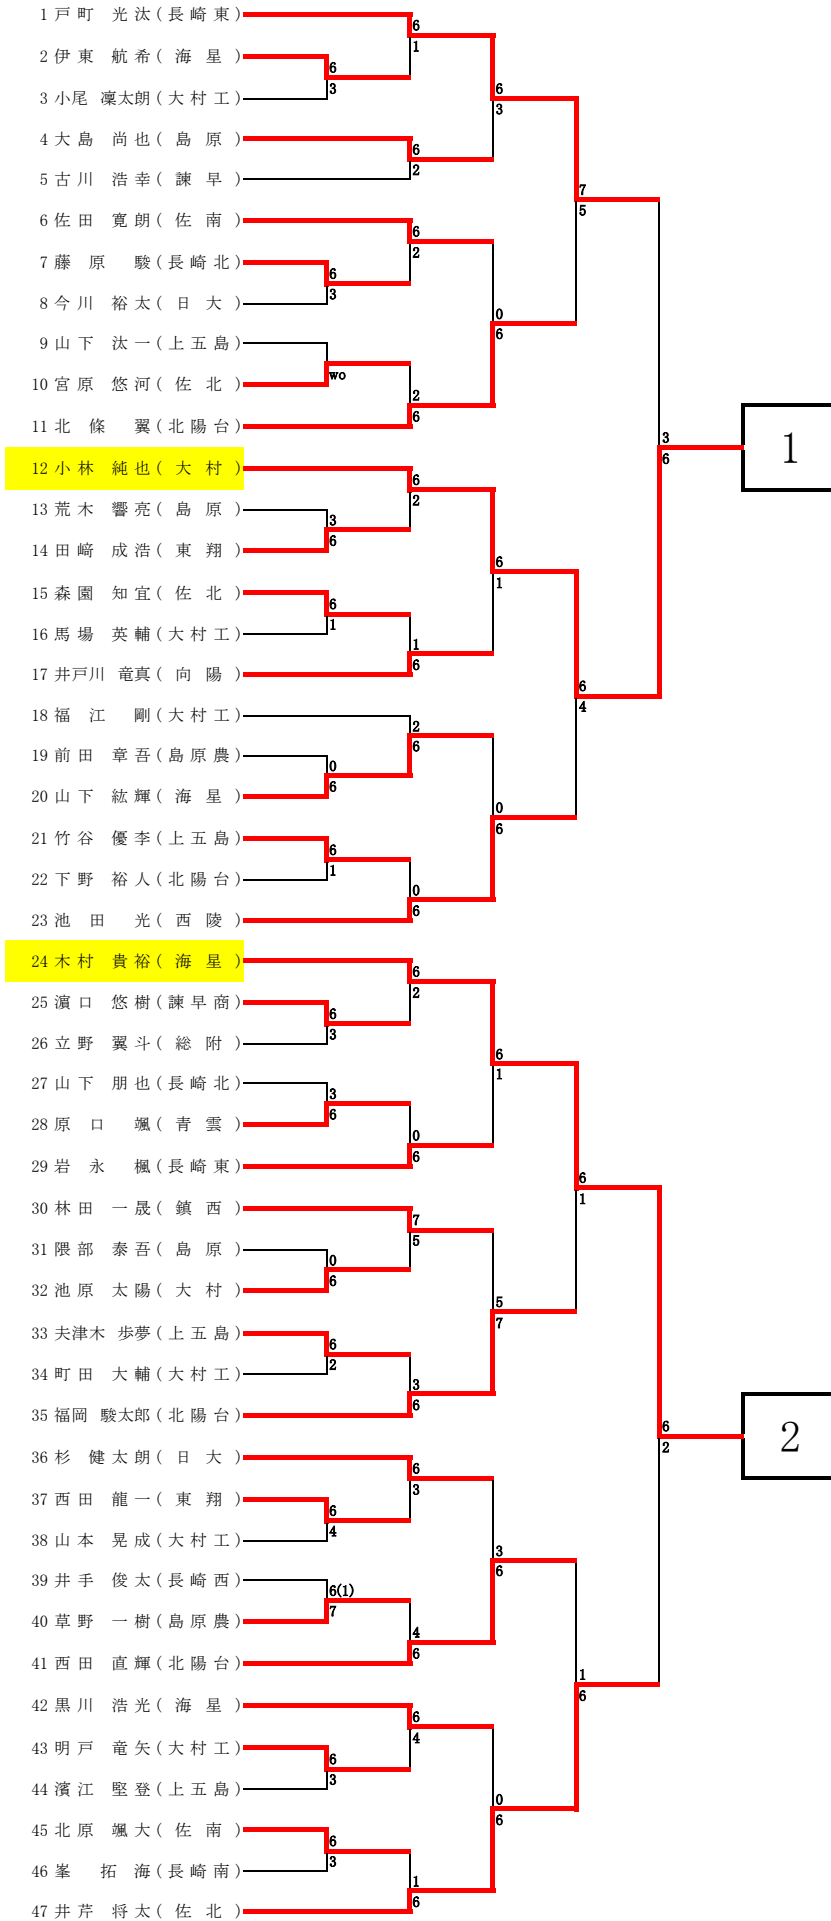 1 戸町 光汰(長崎東)
6
1
2 伊東 航希(海星)
6
3
3 小尾 凜太朗(大村工)
6
3
4 大島 尚也(島原)
6
2
5 古川 浩幸(諫早)
7
5
6 佐田 寛朗(佐南)
6
2
7 藤原 駿(長崎北)
6
3
8 今川 裕太(日大)
0
6
9 山下 汰一(上五島)
wo
10 宮原 悠河(佐北)
2
6
11 北條 翼(北陽台)
3
6
1
12 小林 純也(大村)
6
2
13 荒木 響亮(島原)
3
6
14 田﨑 成浩(東翔)
6
1
15 森園 知宜(佐北)
6
1
16 馬場 英輔(大村工)
1
6
17 井戸川 竜真(向陽)
6
4
18 福江 剛(大村工)
2
6
19 前田 章吾(島原農)
0
6
20 山下 紘輝(海星)
0
6
21 竹谷 優李(上五島)
6
1
22 下野 裕人(北陽台)
0
6
23 池田 光(西陵)
24 木村 貴裕(海星)
6
2
25 濵口 悠樹(諫早商)
6
3
26 立野 翼斗(総附)
6
1
27 山下 朋也(長崎北)
3
6
28 原口 颯(青雲)
0
6
29 岩永 楓(長崎東)
6
1
30 林田 一晟(鎮西)
7
5
31 隈部 泰吾(島原)
0
6
32 池原 太陽(大村)
5
7
33 夫津木 歩夢(上五島)
6
2
34 町田 大輔(大村工)
3
6
35 福岡 駿太郎(北陽台)
6
2
2
36 杉 健太朗(日大)
6
3
37 西田 龍一(東翔)
6
4
38 山本 晃成(大村工)
3
6
39 井手 俊太(長崎西)
6(1)
7
40 草野 一樹(島原農)
4
6
41 西田 直輝(北陽台)
1
6
42 黒川 浩光(海星)
6
4
43 明戸 竜矢(大村工)
6
3
44 濱江 堅登(上五島)
0
6
45 北原 颯大(佐南)
6
3
46 峯 拓海(長崎南)
1
6
47 井芹 将太(佐北)